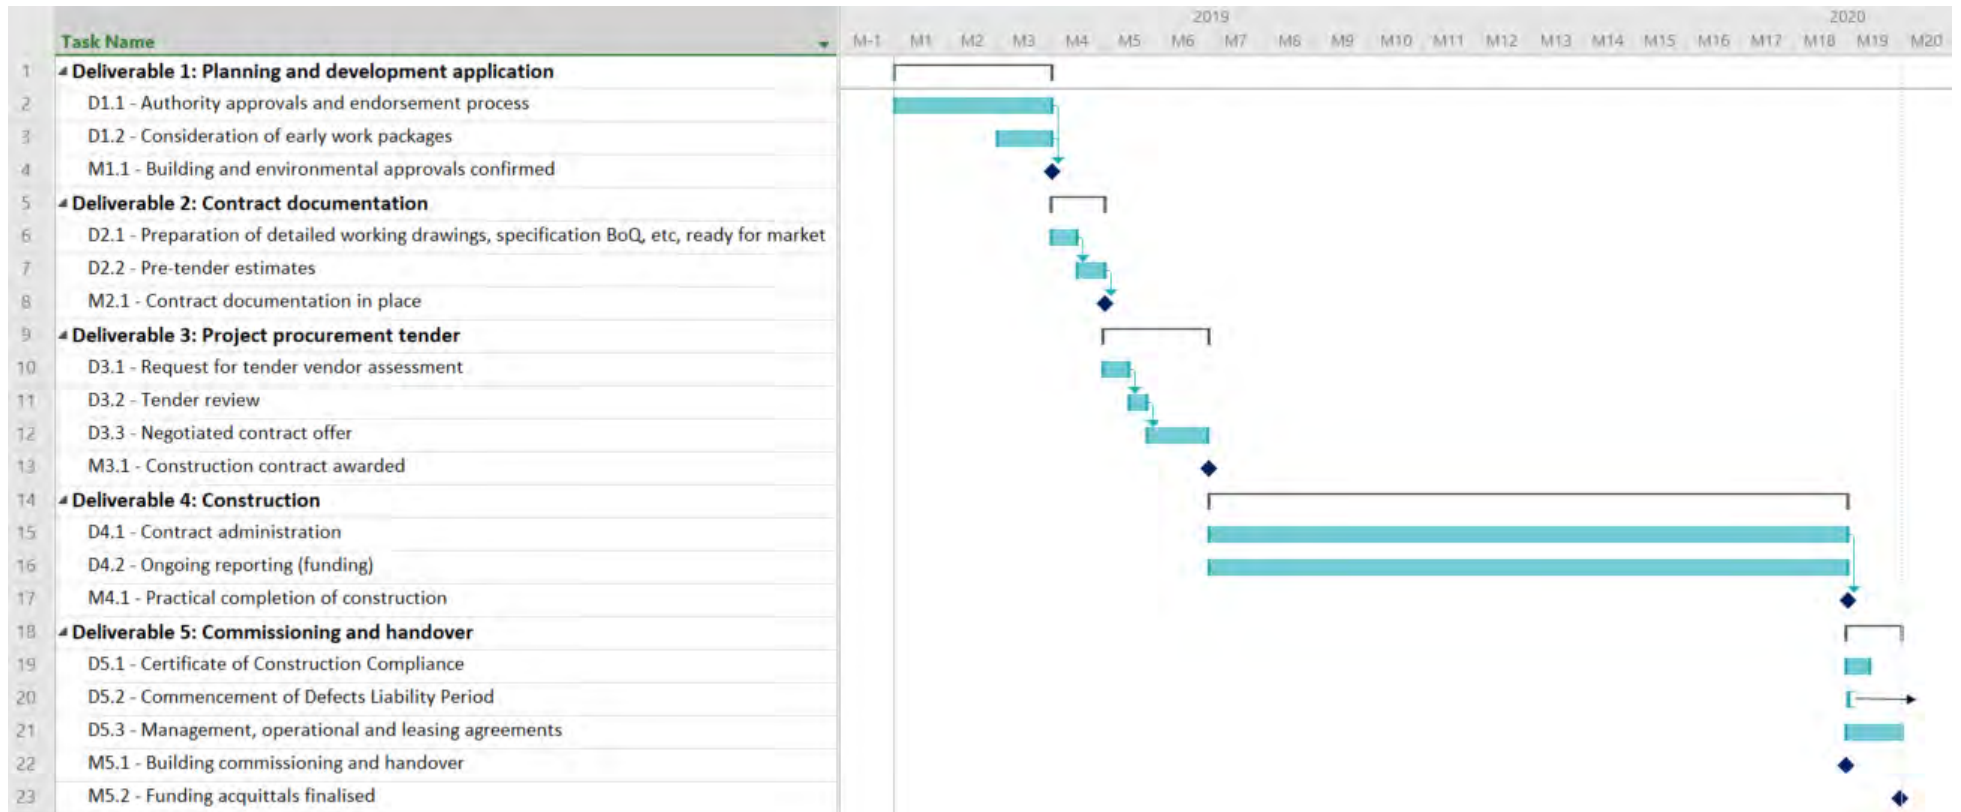 2019 2020
Task Name M-1 M1 M2 M3 M4 M5 M6 M7 M8 M9 M10 M11 M12 M13 M14 M15 M16 M17 M18 M19 M20
1 Deliverable 1: Planning and development application
2 D1.1 - Authority approvals and endorsement process
3 D1.2 - Consideration of early work packages
4 M1.1 - Building and environmental approvals confirmed
5 Deliverable 2: Contract documentation
6 D2.1 - Preparation of detailed working drawings, specification BoQ, etc, ready for market
7 D2.2 - Pre-tender estimates
8 M2.1 - Contract documentation in place
9 Deliverable 3: Project procurement tender
10 D3.1 - Request for tender vendor assessment
11 D3.2 - Tender review
12 D3.3 - Negotiated contract offer
13 M3.1 - Construction contract awarded
14 Deliverable 4: Construction
15 D4.1 - Contract administration
16 D4.2 - Ongoing reporting (funding)
17 M4.1 - Practical completion of construction
18 Deliverable 5: Commissioning and handover
19 D5.1 - Certificate of Construction Compliance
20 D5.2 - Commencement of Defects Liability Period
21 D5.3 - Management, operational and leasing agreements
22 M5.1 - Building commissioning and handover
23 M5.2 - Funding acquittals finalised